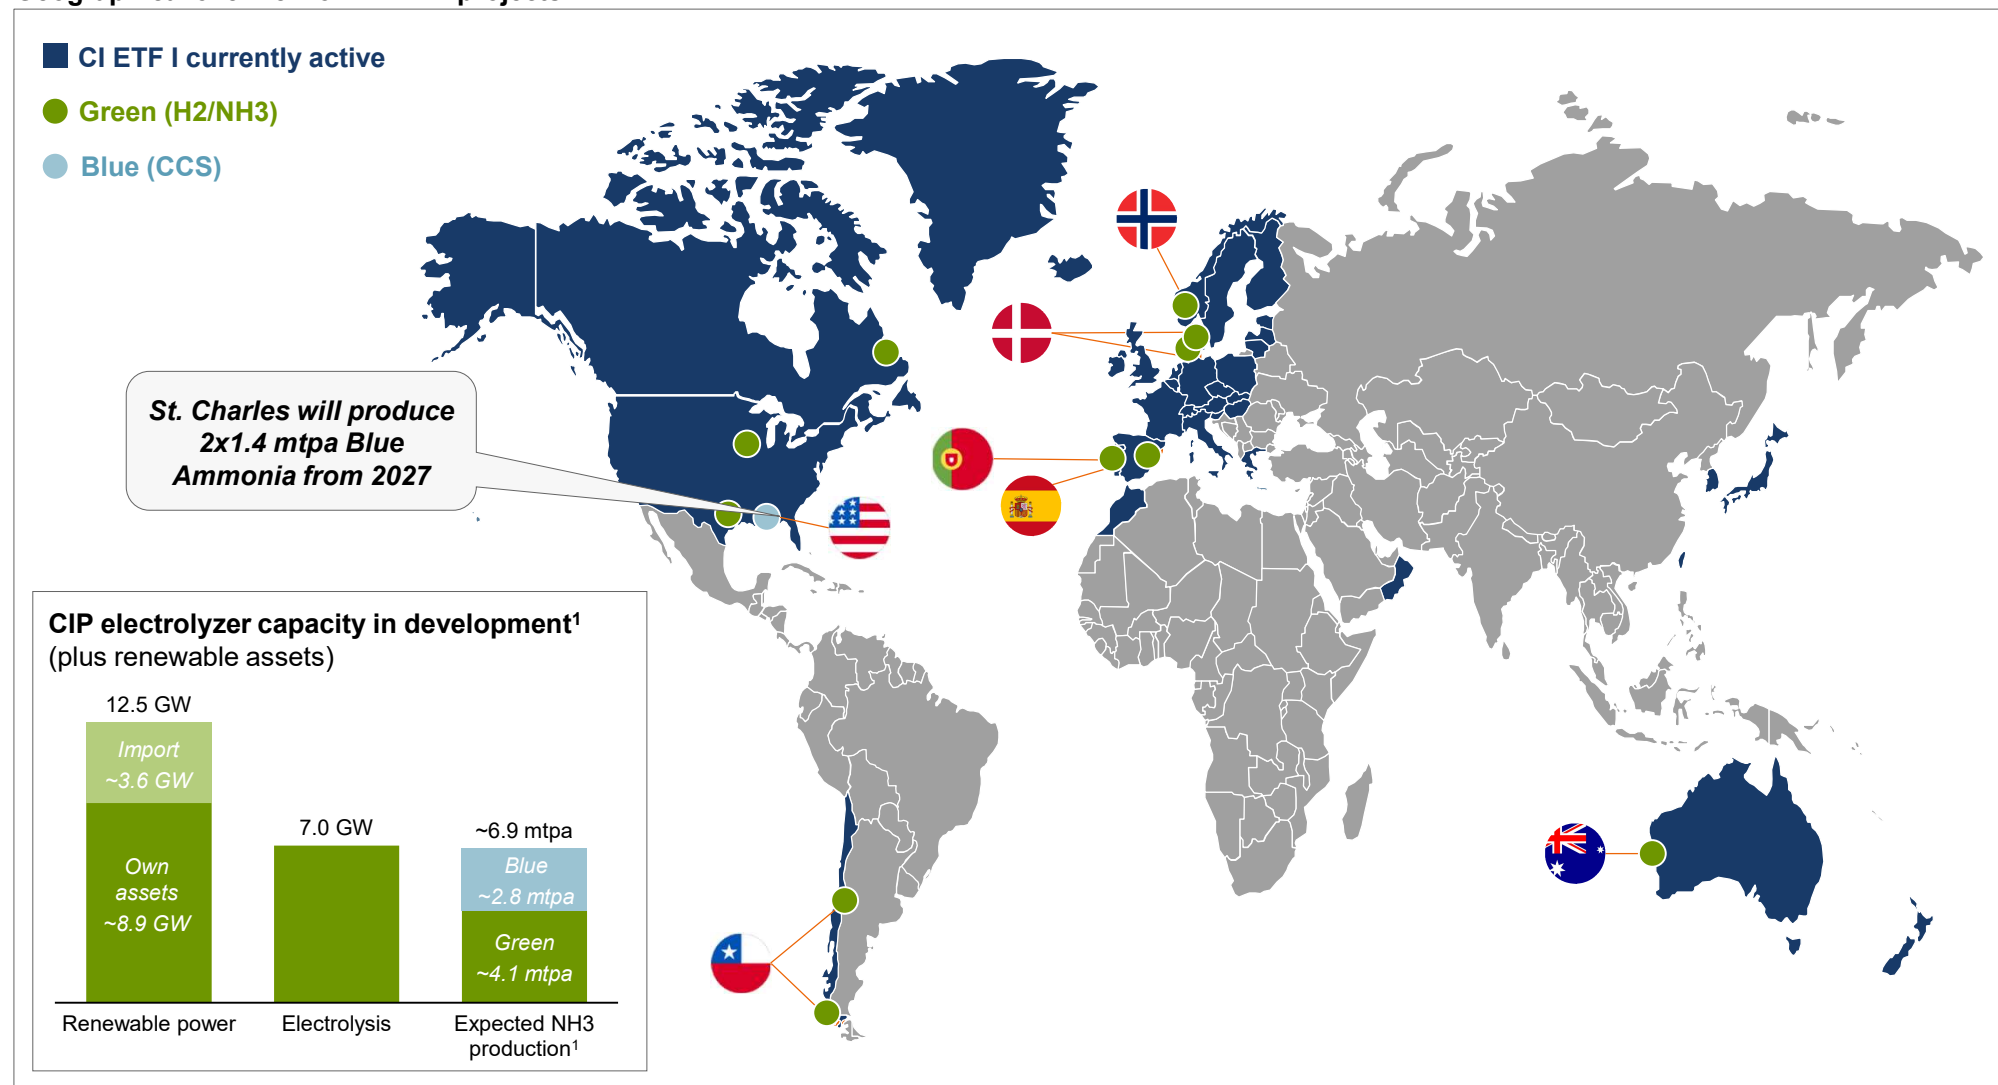 CI ETF I currently active
Green (H2/NH3)
Blue (CCS)
St. Charles will produce
2x1.4 mtpa Blue
Ammonia from 2027
CIP electrolyzer capacity in development¹
(plus renewable assets)
12.5 GW
Import
~3.6 GW
Own
assets
~8.9 GW
7.0 GW
~6.9 mtpa
Blue
~2.8 mtpa
Green
~4.1 mtpa
Renewable power
Electrolysis
Expected NH3
production¹